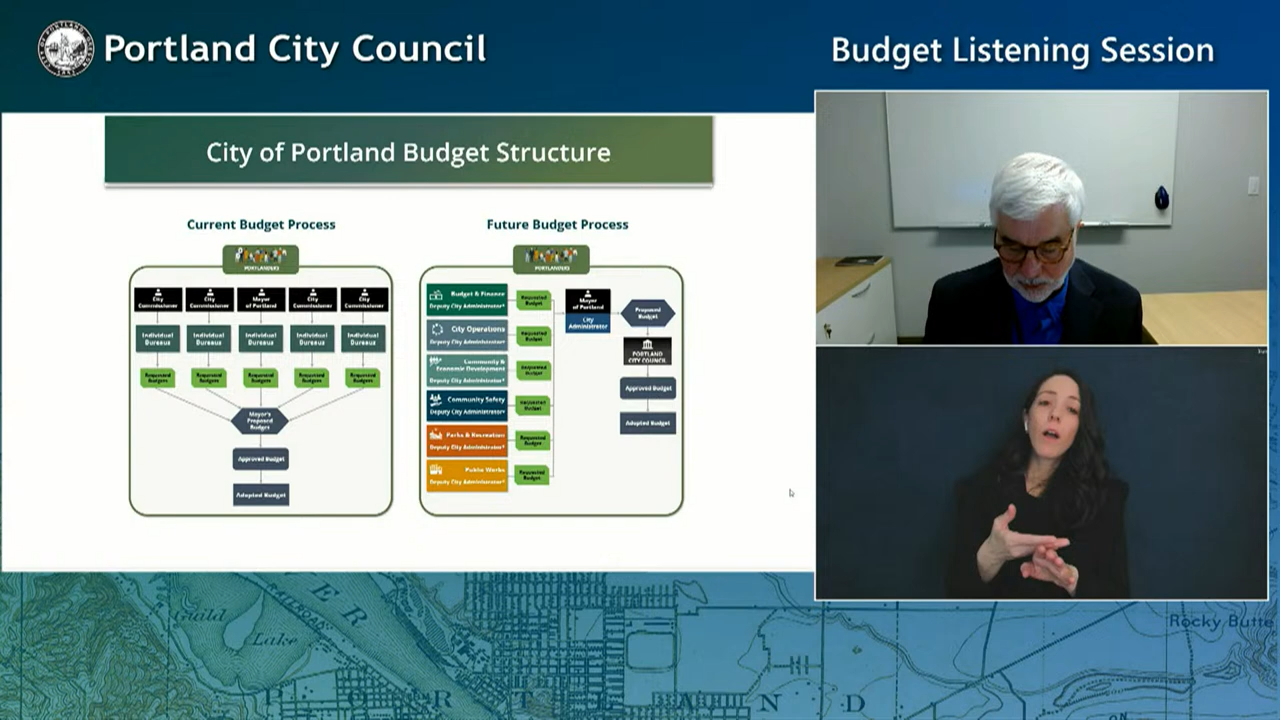 Portland City Council
Budget Listening Session
City of Portland Budget Structure
Current Budget Process
PORTLANDERS
City
Commissioner
City
Commissioner
Mayor
of Portland
City
Commissioner
City
Commissioner
Individual
Bureaus
Individual
Bureaus
Individual
Bureaus
Individual
Bureaus
Individual
Bureaus
Requested
Budgets
Requested
Budgets
Requested
Budgets
Requested
Budgets
Requested
Budgets
Mayor's
Proposed
Budget
Approved Budget
Adopted Budget
Future Budget Process
PORTLANDERS
Budget & Finance
Deputy City Administrator*
Requested
Budget
City Operations
Deputy City Administrator*
Requested
Budget
Community &
Economic Development
Deputy City Administrator*
Requested
Budget
Community Safety
Deputy City Administrator*
Requested
Budget
Parks & Recreation
Deputy City Administrator*
Requested
Budget
Public Works
Deputy City Administrator*
Requested
Budget
Mayor
of Portland
City
Administrator
Proposed
Budget
PORTLAND
CITY COUNCIL
Approved Budget
Adopted Budget
Guild
Lake
Rocky Butte